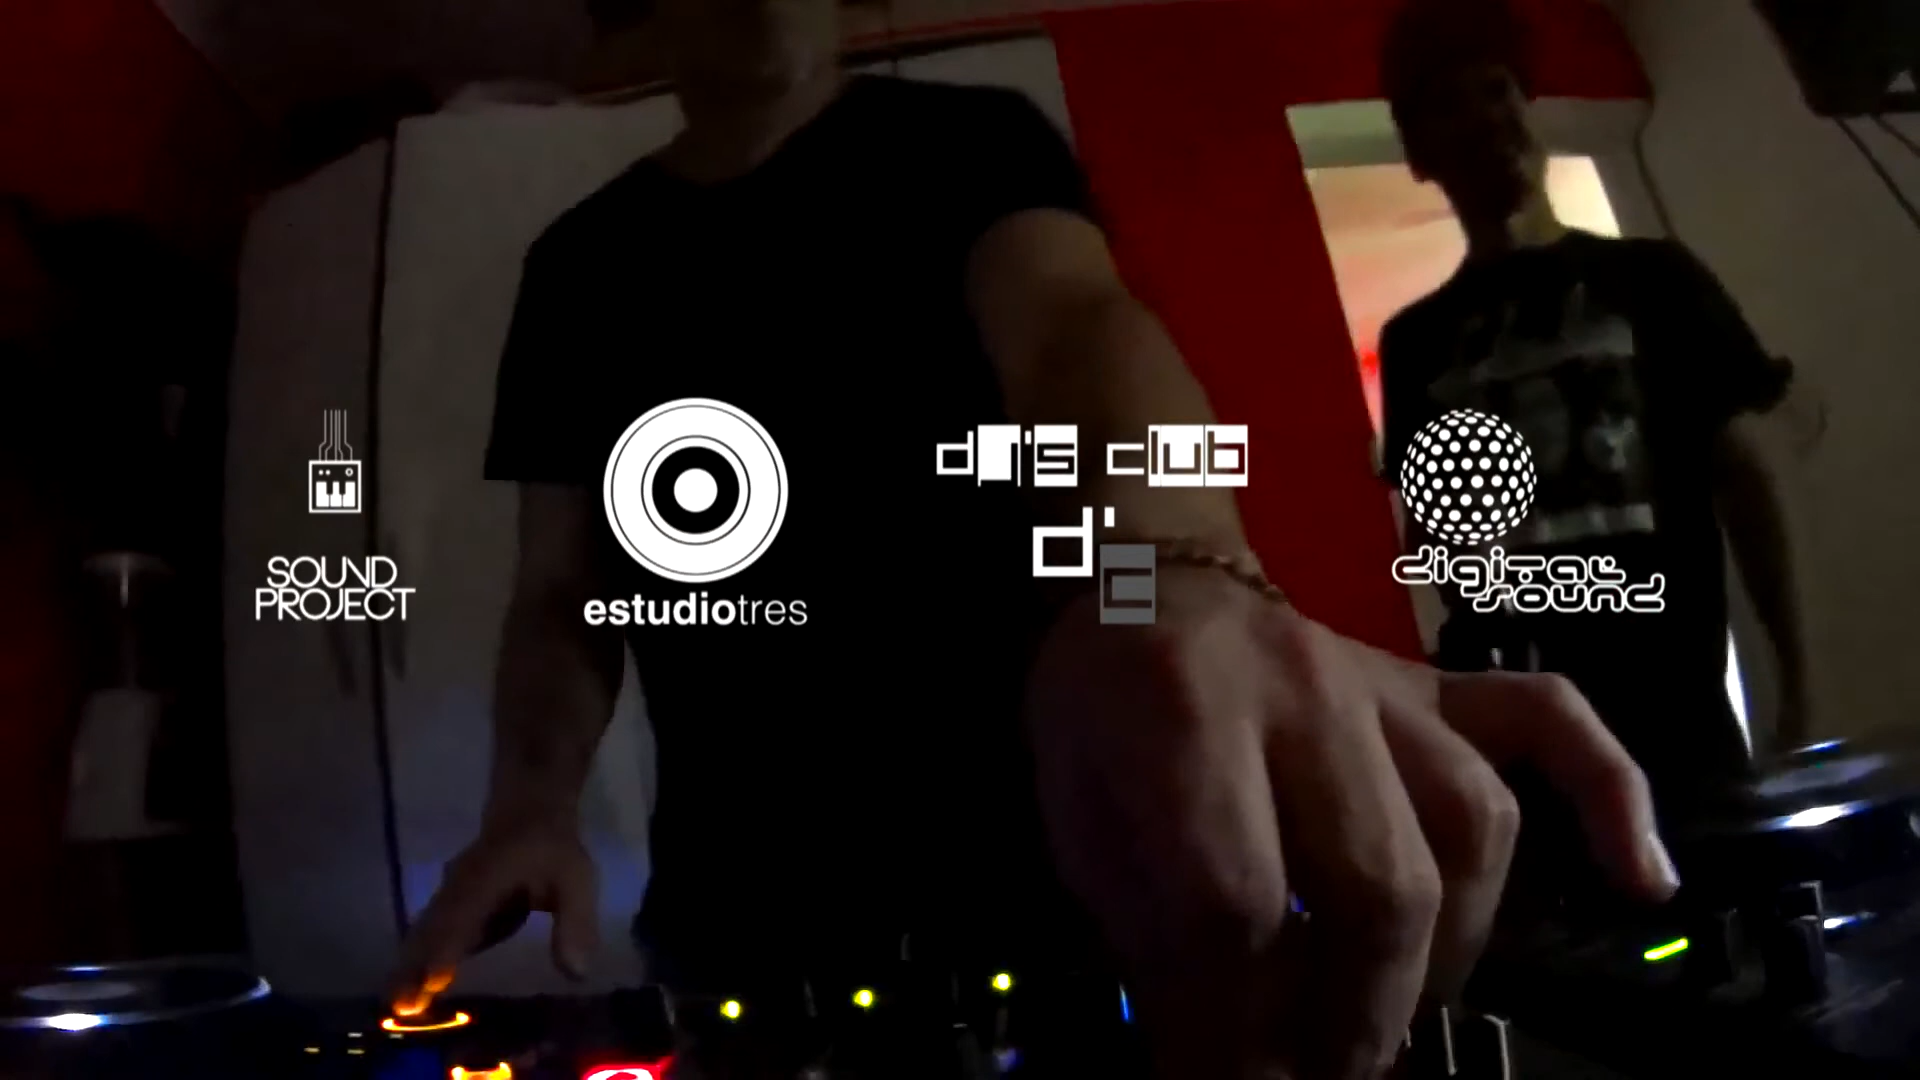 SOUND
PROJECT
estudiotres
dj's club
d'
c
digital
sound